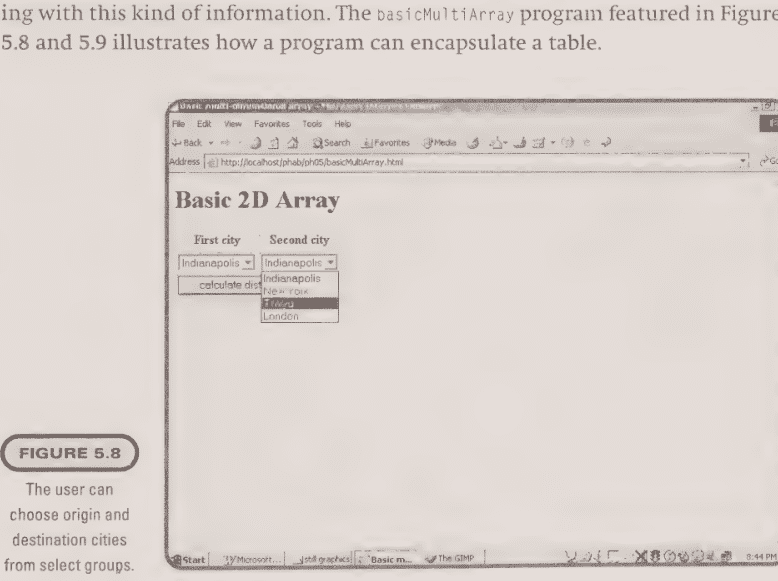 ing with this kind of information. The basicMultiArray program featured in Figure
5.8 and 5.9 illustrates how a program can encapsulate a table.
File Edit View Favorites Tools Help
Back Search Favorites Media
Address http://localhost/phab/ph05/basicMultiArray.html
Basic 2D Array
First city Second city
Indianapolis Indianapolis
calculate dist Indianapolis
New York
Tokyo
London
Start Microsoft... still graphics Basic m... The GIMP 8:44 PM
FIGURE 5.8
The user can
choose origin and
destination cities
from select groups.